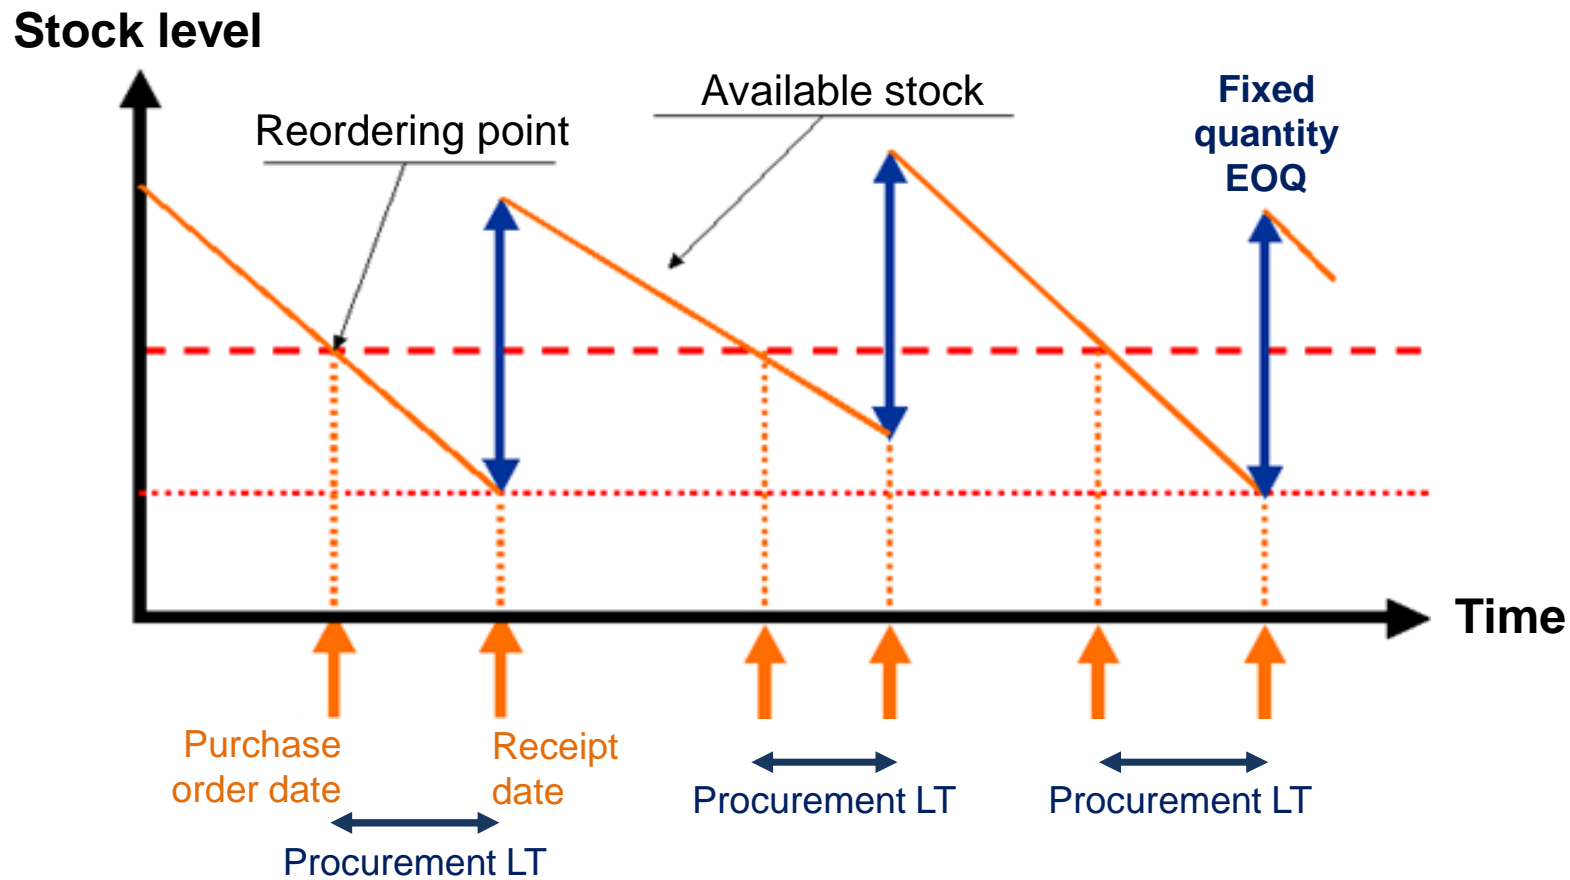 Stock level
Reordering point
Available stock
Fixed
quantity
EOQ
Time
Purchase
order date
Receipt
date
Procurement LT
Procurement LT
Procurement LT